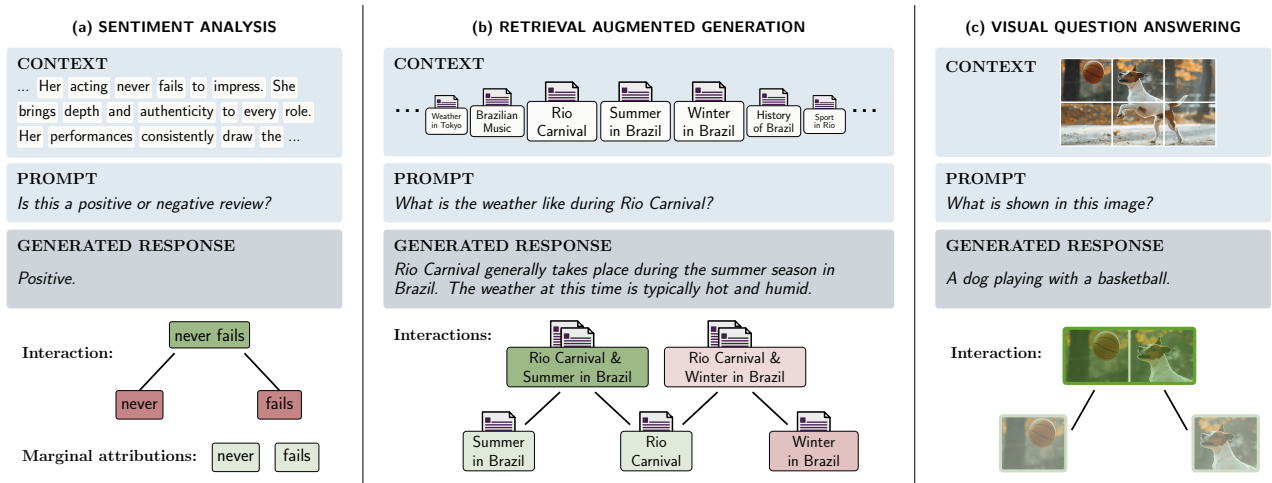 (a) SENTIMENT ANALYSIS
CONTEXT
... Her acting never fails to impress. She
brings depth and authenticity to every role.
Her performances consistently draw the ...
PROMPT
Is this a positive or negative review?
GENERATED RESPONSE
Positive.
Interaction:
never fails
never
fails
Marginal attributions:
never
fails
(b) RETRIEVAL AUGMENTED GENERATION
CONTEXT
...
Weather
in Tokyo
Brazilian
Music
Rio
Carnival
Summer
in Brazil
Winter
in Brazil
History
of Brazil
Sport
in Rio
...
PROMPT
What is the weather like during Rio Carnival?
GENERATED RESPONSE
Rio Carnival generally takes place during the summer season in
Brazil. The weather at this time is typically hot and humid.
Interactions:
Rio Carnival &
Summer in Brazil
Rio Carnival &
Winter in Brazil
Summer
in Brazil
Rio
Carnival
Winter
in Brazil
(c) VISUAL QUESTION ANSWERING
CONTEXT
PROMPT
What is shown in this image?
GENERATED RESPONSE
A dog playing with a basketball.
Interaction: